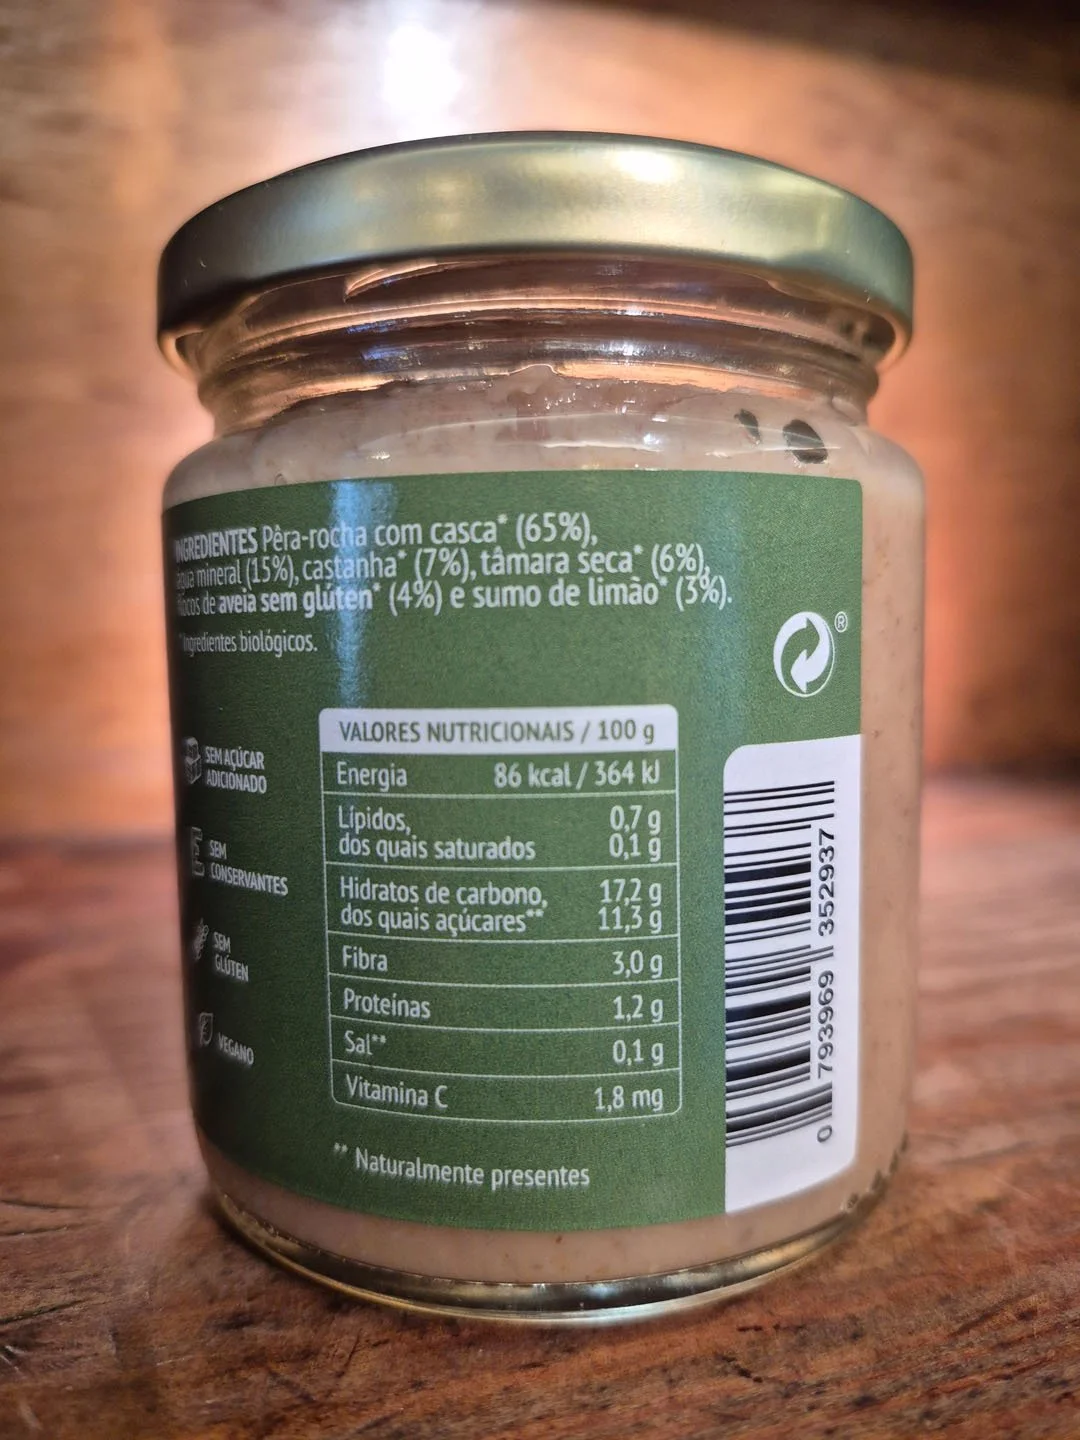 INGREDIENTES Pêra-rocha com casca* (65%),
água mineral (15%), castanha* (7%), tâmara seca* (6%),
flocos de aveia sem glúten* (4%) e sumo de limão* (3%).
*Ingredientes biológicos.
®
SEM AÇÚCAR
ADICIONADO
SEM
CONSERVANTES
SEM
GLÚTEN
VEGANO
VALORES NUTRICIONAIS / 100 g
Energia 86 kcal / 364 kJ
Lípidos, 0,7 g
dos quais saturados 0,1 g
Hidratos de carbono, 17,2 g
dos quais açúcares** 11,3 g
Fibra 3,0 g
Proteínas 1,2 g
Sal** 0,1 g
Vitamina C 1,8 mg
** Naturalmente presentes
0 793969 352937